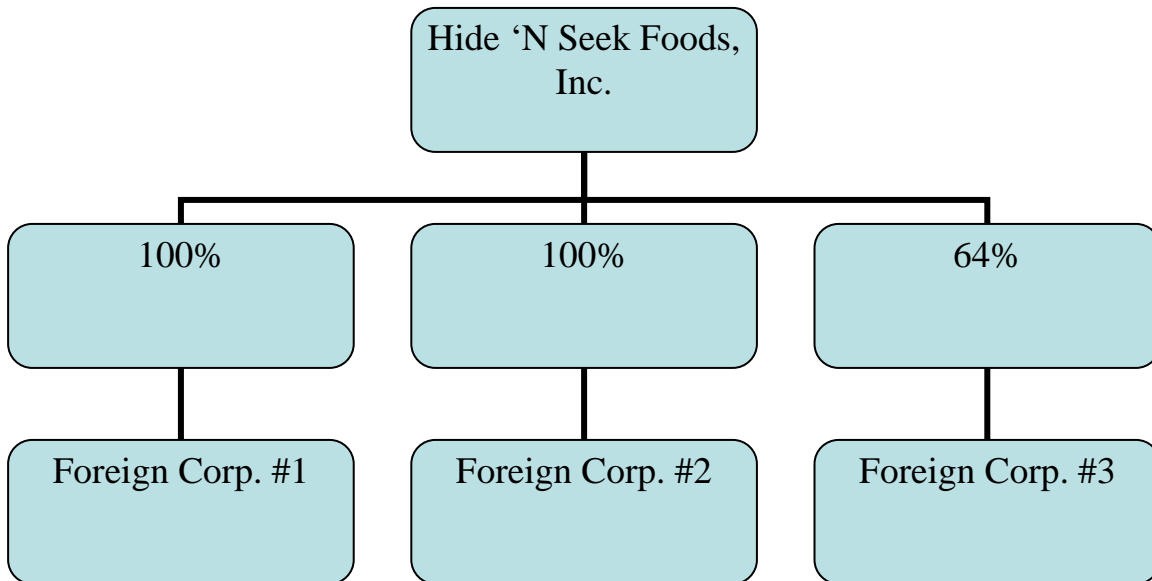 Hide ‘N Seek Foods,
Inc.
100%
100%
64%
Foreign Corp. #1
Foreign Corp. #2
Foreign Corp. #3